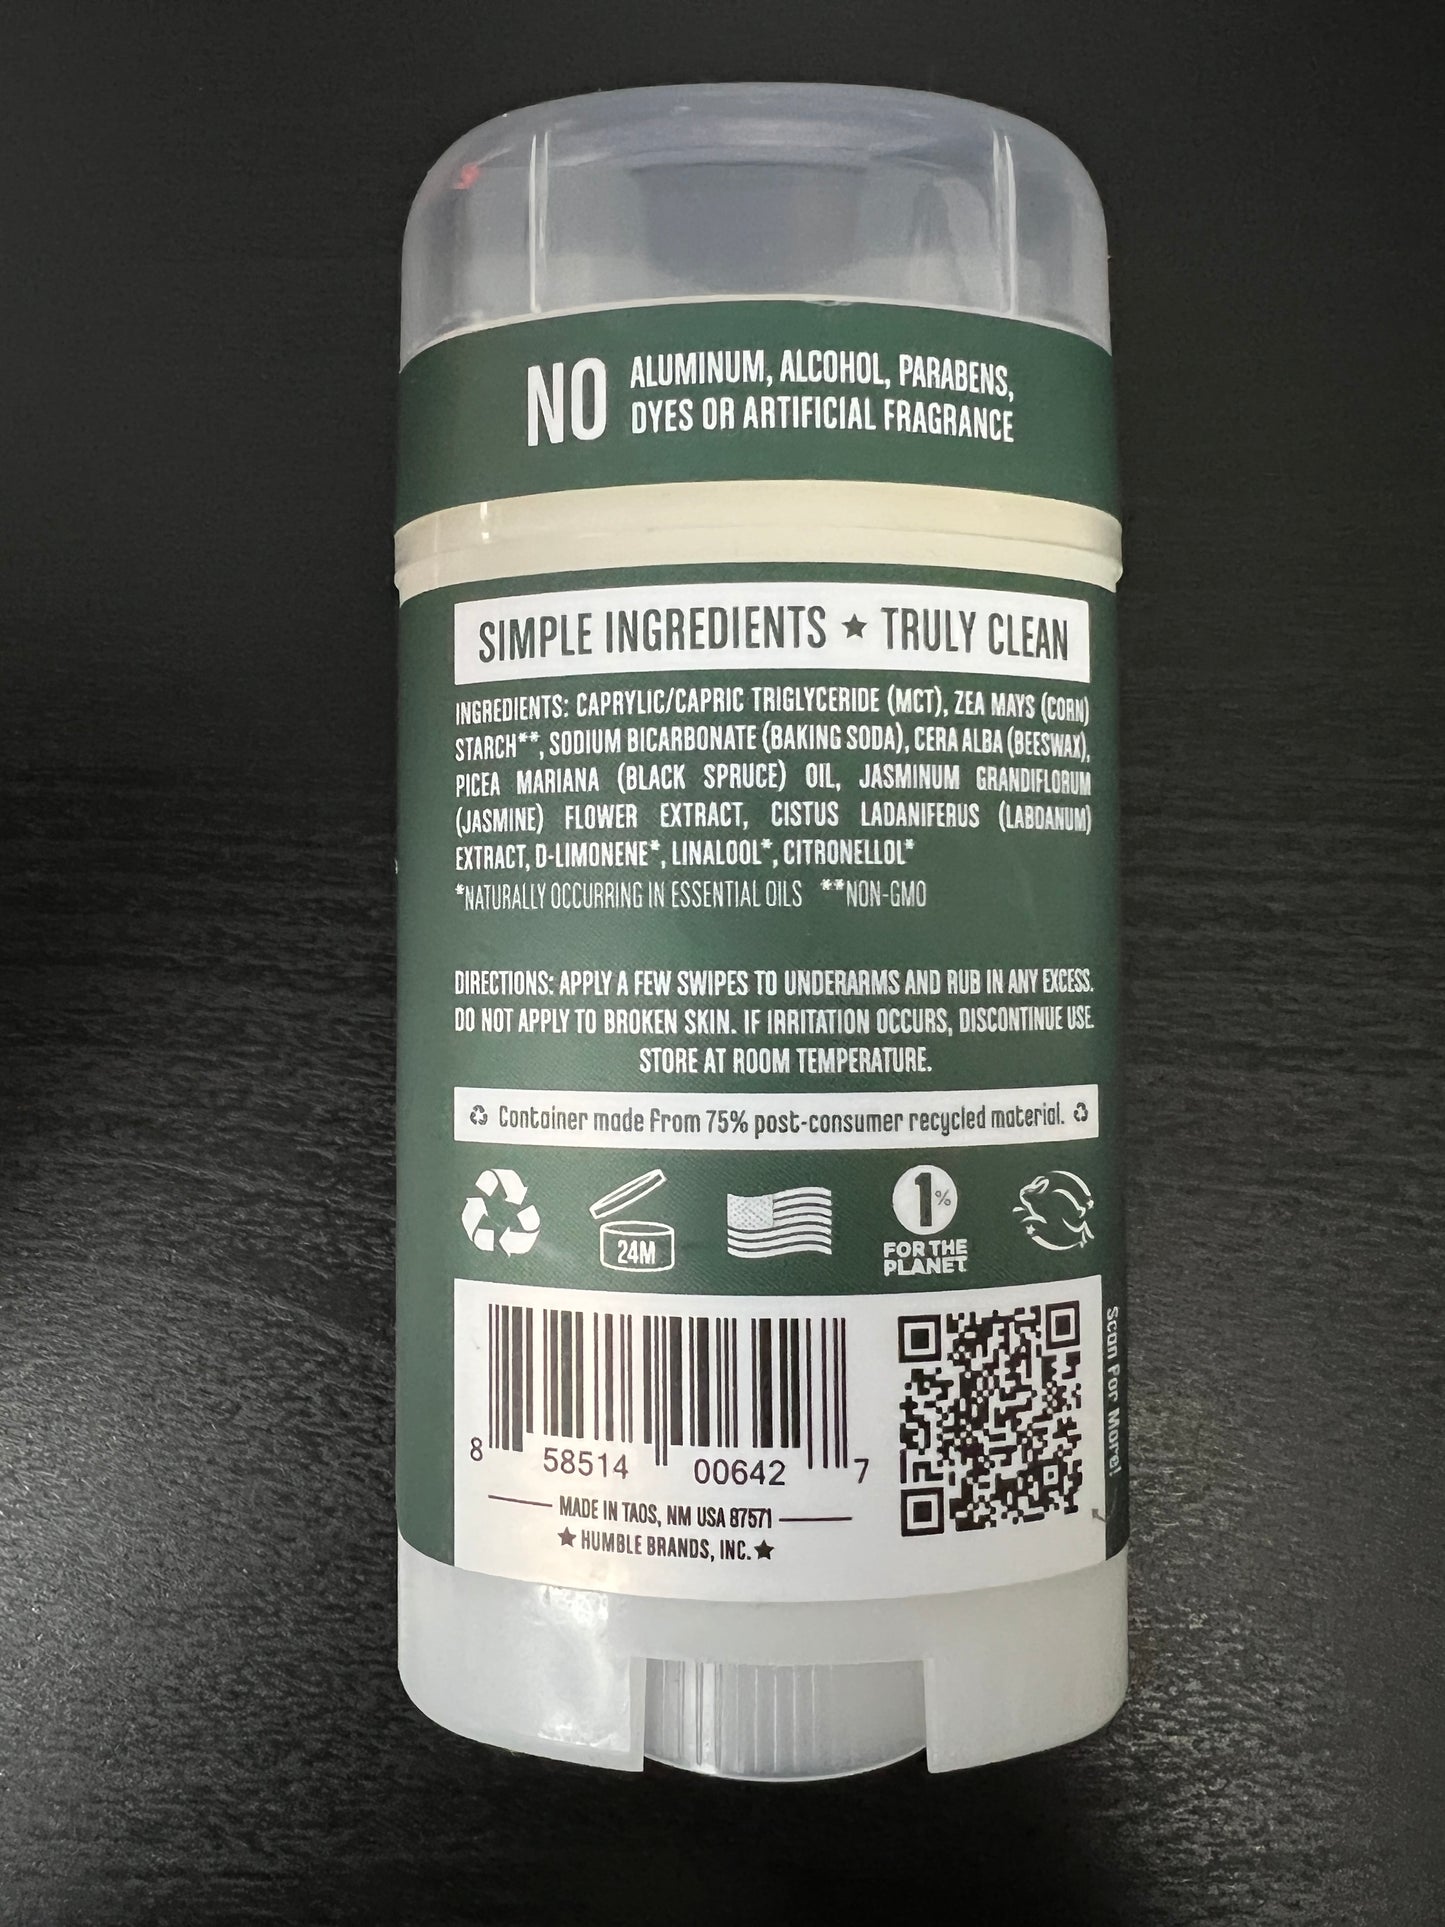 NO ALUMINUM, ALCOHOL, PARABENS,
DYES OR ARTIFICIAL FRAGRANCE
SIMPLE INGREDIENTS ★ TRULY CLEAN
INGREDIENTS: CAPRYLIC/CAPRIC TRIGLYCERIDE (MCT), ZEA MAYS (CORN)
STARCH**, SODIUM BICARBONATE (BAKING SODA), CERA ALBA (BEESWAX),
PICEA MARIANA (BLACK SPRUCE) OIL, JASMINUM GRANDIFLORUM
(JASMINE) FLOWER EXTRACT, CISTUS LADANIFERUS (LABDANUM)
EXTRACT, D-LIMONENE*, LINALOOL*, CITRONELLOL*
*NATURALLY OCCURRING IN ESSENTIAL OILS **NON-GMO
DIRECTIONS: APPLY A FEW SWIPES TO UNDERARMS AND RUB IN ANY EXCESS.
DO NOT APPLY TO BROKEN SKIN. IF IRRITATION OCCURS, DISCONTINUE USE.
STORE AT ROOM TEMPERATURE.
Container made from 75% post-consumer recycled material.
24M
1%
FOR THE
PLANET
8 58514 00642 7
Scan For More!
MADE IN TAOS, NM USA 87571
★ HUMBLE BRANDS, INC. ★